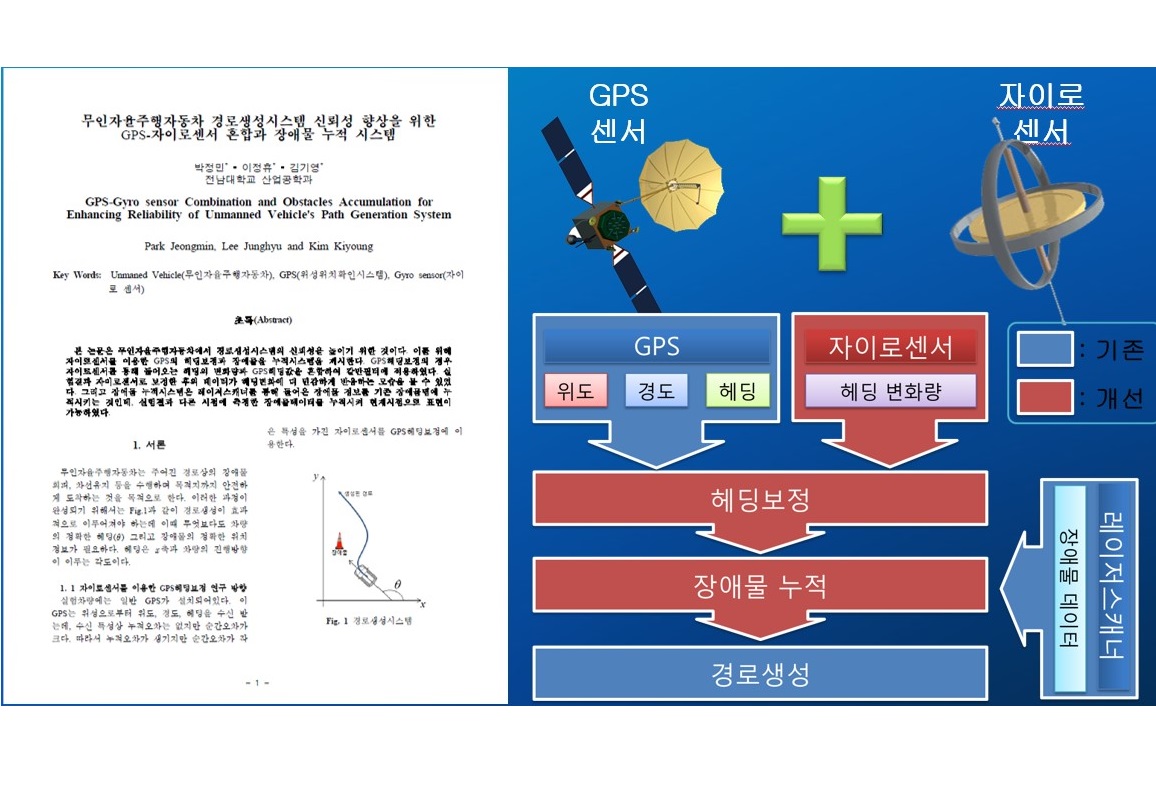 무인자율주행자동차 경로생성시스템 신뢰성 향상을 위한
GPS-자이로센서 혼합과 장애물 누적 시스템
박정민*·이정휴*·김기영*
전남대학교 산업공학과
GPS-Gyro sensor Combination and Obstacles Accumulation for
Enhancing Reliability of Unmanned Vehicle's Path Generation System
Park Jeongmin, Lee Junghyu and Kim Kiyoung
Key Words: Unmaned Vehicle(무인자율주행자동차), GPS(위성위치확인시스템), Gyro sensor(자이
로 센서)
초록(Abstract)
본 논문은 무인자율주행자동차에서 경로생성시스템의 신뢰성을 높이기 위한 것이다. 이를 위해
자이로센서를 이용한 GPS의 헤딩보정과 장애물을 누적시스템을 제시한다. GPS헤딩보정의 경우
자이로센서를 통해 들어오는 헤딩의 변화량과 GPS헤딩값을 혼합하여 칼만필터에 적용하였다. 실
험결과 자이로센서로 보정한 후의 데이터가 헤딩변화에 더 민감하게 반응하는 모습을 볼 수 있었
다. 그리고 장애물 누적시스템은 레이저스캐너를 통해 들어온 장애물 정보를 기존 장애물맵에 누
적시키는 것인데, 실험결과 다른 시점에 측정한 장애물데이터를 누적시켜 현재시점으로 표현이
가능하였다.
1. 서론
무인자율주행자동차는 주어진 경로상의 장애물
회피, 차선유지 등을 수행하며 목적지까지 안전하
게 도착하는 것을 목적으로 한다. 이러한 과정이
완성되기 위해서는 Fig.1과 같이 경로생성이 효과
적으로 이루어져야 하는데 이때 무엇보다도 차량
의 정확한 헤딩(θ) 그리고 장애물의 정확한 위치
정보가 필요하다. 헤딩은 x축과 차량의 진행방향
이 이루는 각도이다.
1. 1 자이로센서를 이용한 GPS헤딩보정 연구 방향
실험차량에는 일반 GPS가 설치되어있다. 이
GPS는 위성으로부터 위도, 경도, 헤딩을 수신 받
는데, 수신 특성상 누적오차는 없지만 순간오차가
크다. 따라서 누적오차가 생기지만 순간오차가 작
은 특성을 가진 자이로센서를 GPS헤딩보정에 이
용한다.
y
생성된 경로
장애물
θ
x
Fig. 1 경로생성시스템
- 1 -
GPS
센서
자이로
센서
GPS
위도 경도 헤딩
자이로센서
헤딩 변화량
: 기존
: 개선
헤딩보정
장애물 누적
경로생성
레이저스캐너
장애물 데이터